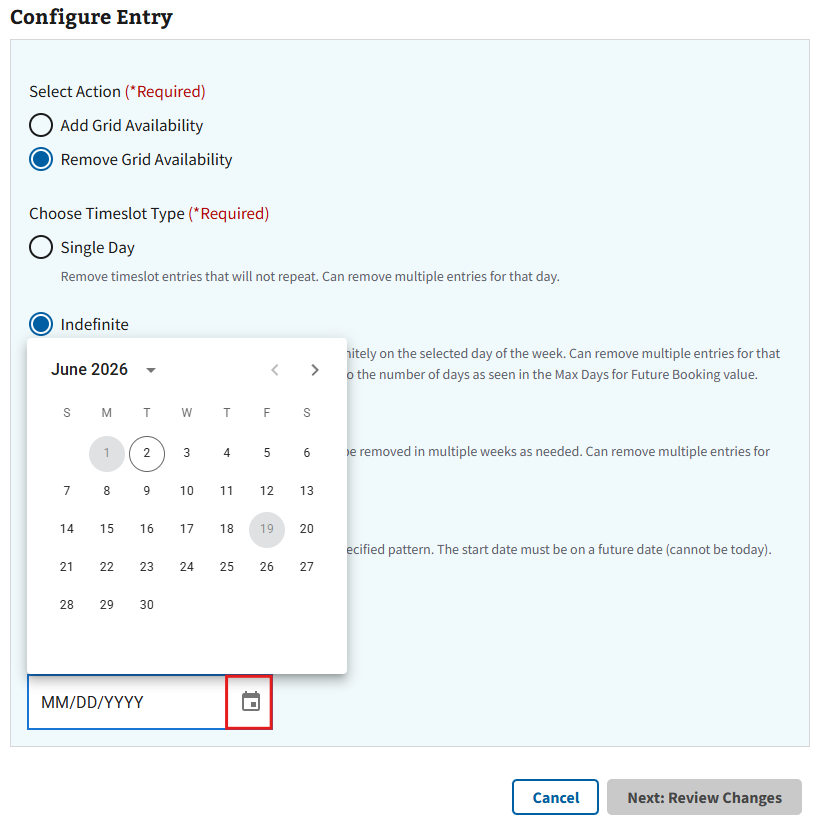 Configure Entry
Select Action (*Required)
Add Grid Availability
Remove Grid Availability
Choose Timeslot Type (*Required)
Single Day
Remove timeslot entries that will not repeat. Can remove multiple entries for that day.
Indefinite
on the selected day of the week. Can remove multiple entries for that
the number of days as seen in the Max Days for Future Booking value.
June 2026
S M T W T F S
1 2 3 4 5 6
removed in multiple weeks as needed. Can remove multiple entries for
7 8 9 10 11 12 13
14 15 16 17 18 19 20
pattern. The start date must be on a future date (cannot be today).
21 22 23 24 25 26 27
28 29 30
MM/DD/YYYY
Cancel
Next: Review Changes